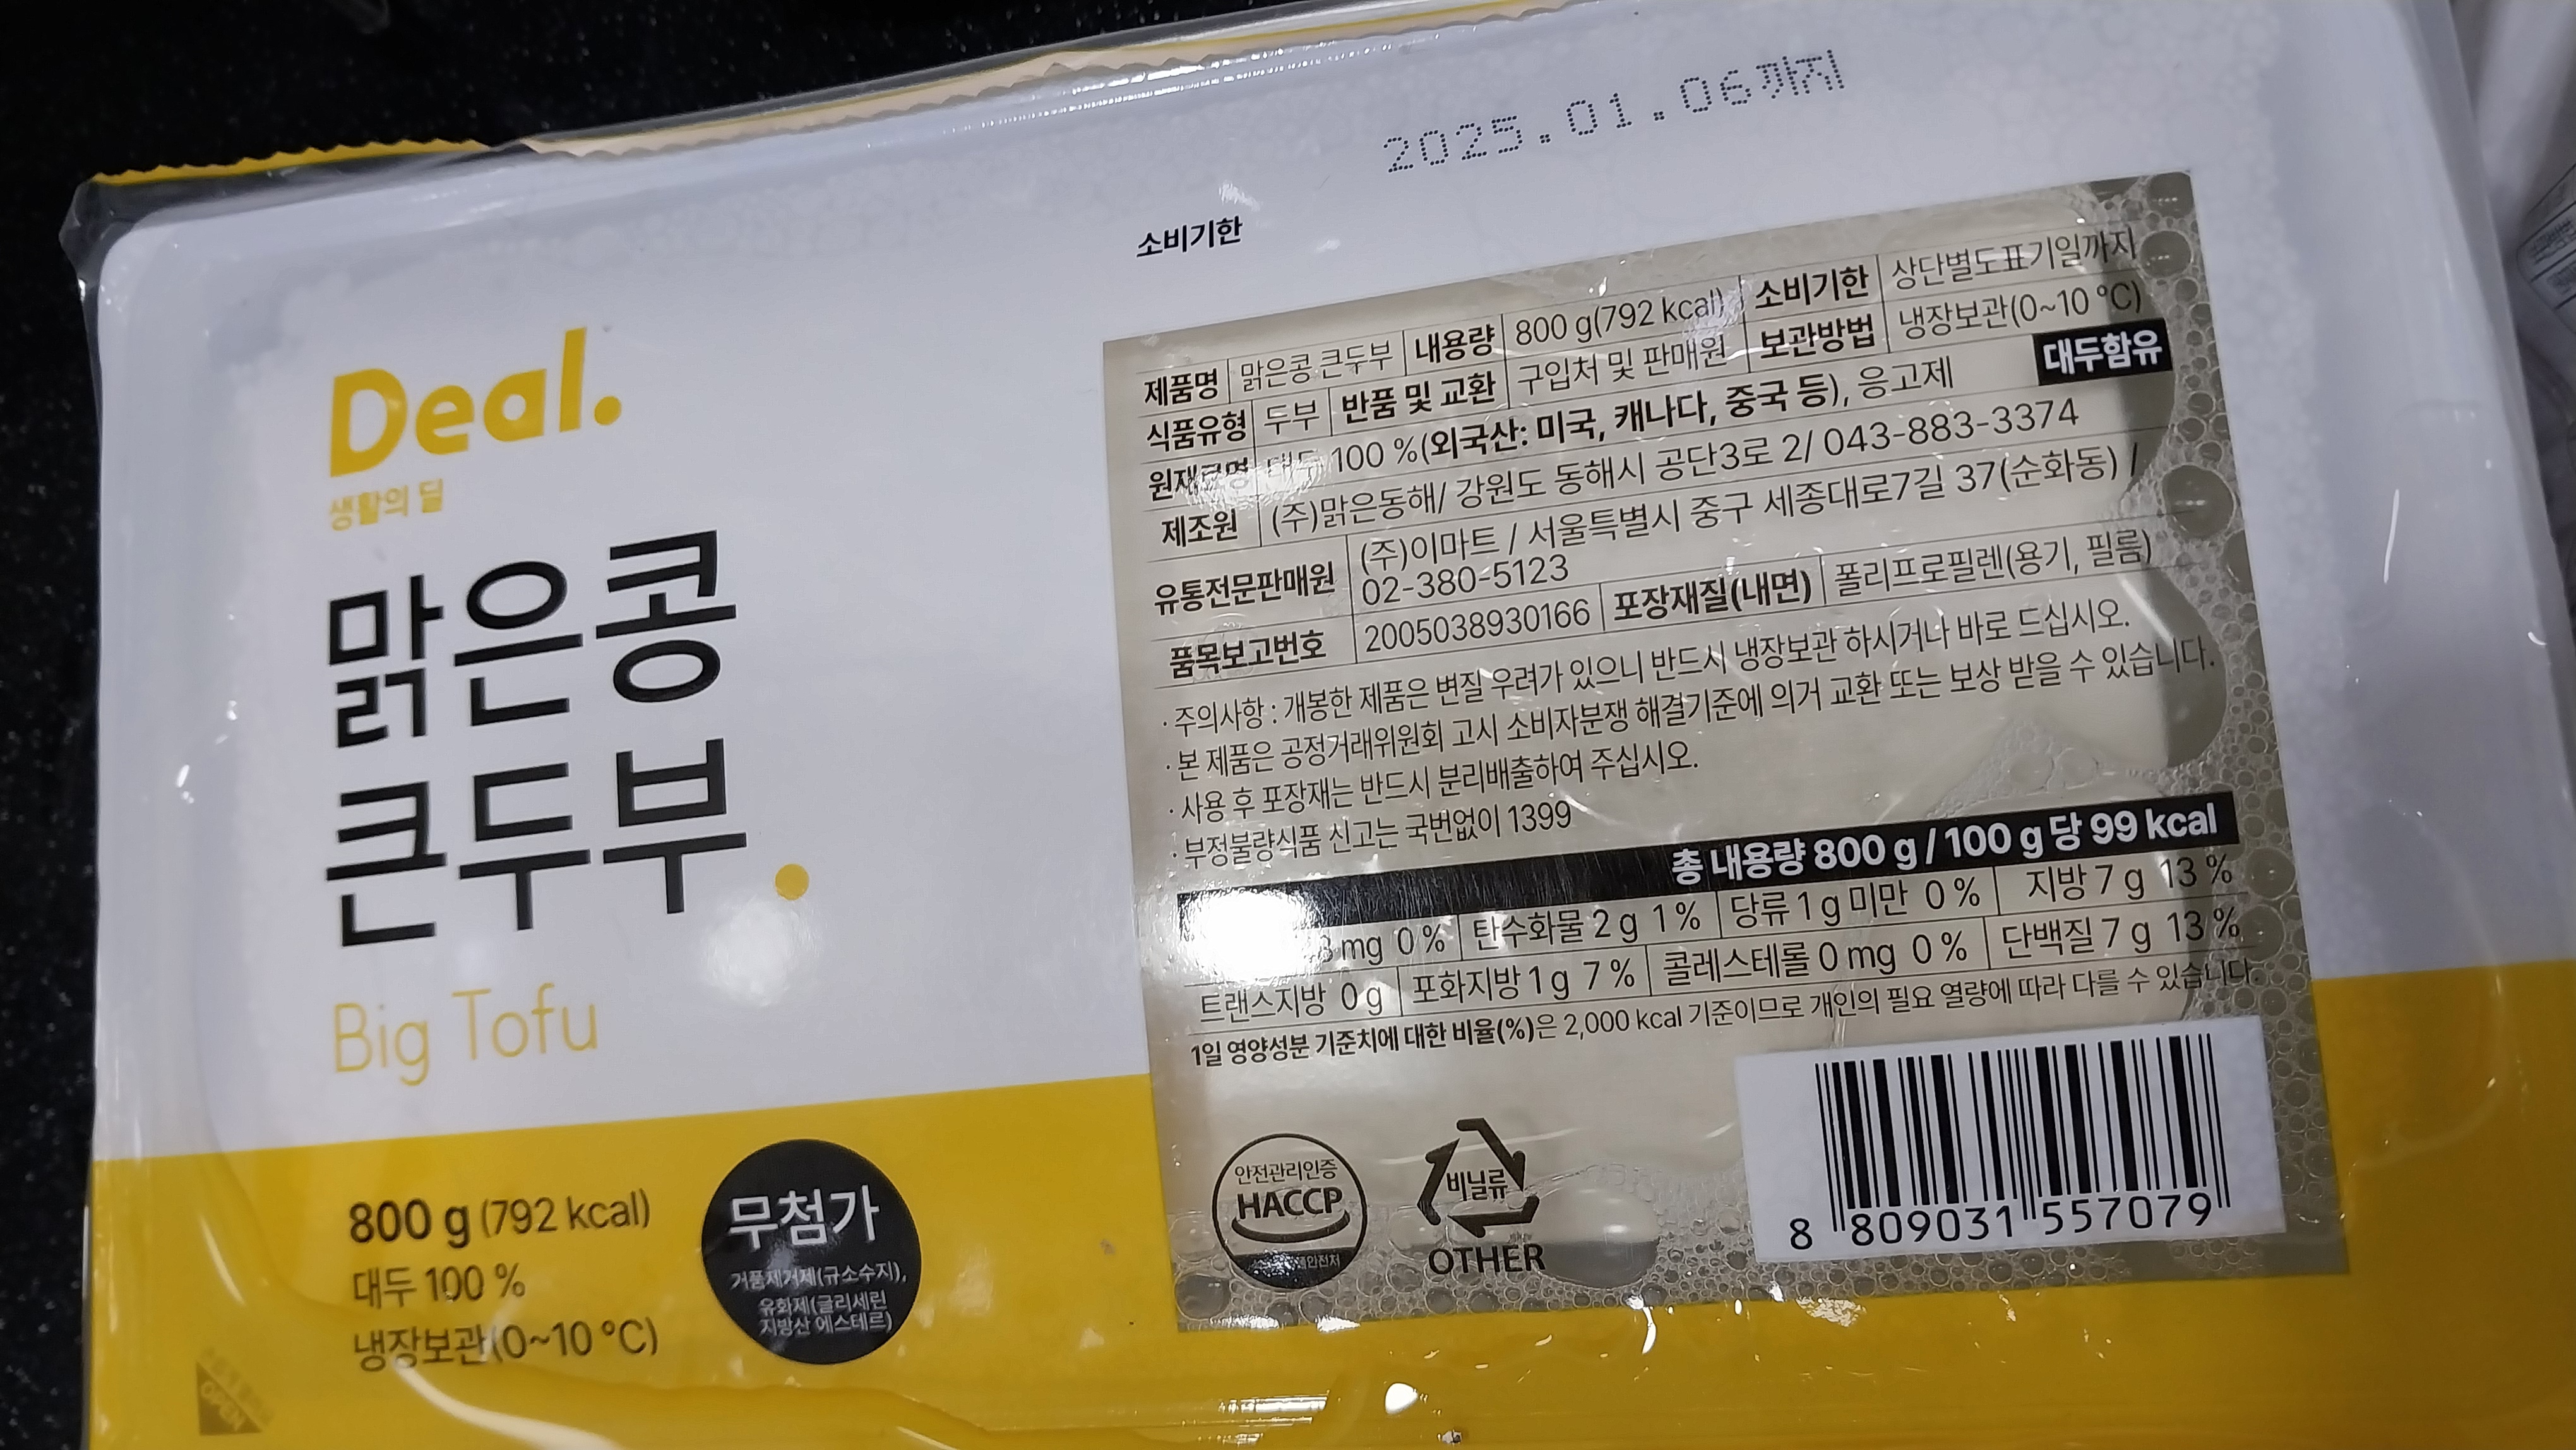 2025.01.06까지
소비기한
Deal.
생활의 딜
맑은콩
큰두부.
Big Tofu
800 g (792 kcal)
대두 100 %
냉장보관(0~10 °C)
무첨가
거품제거제(규소수지),
유화제(글리세린
지방산 에스테르)
OPEN
제품명 맑은콩 큰두부 내용량 800 g(792 kcal) 소비기한 상단별도표기일까지
식품유형 두부 반품 및 교환 구입처 및 판매원 보관방법 냉장보관(0~10 °C)
원재료명 대두 100 %(외국산: 미국, 캐나다, 중국 등), 응고제 대두함유
제조원 (주)맑은동해/ 강원도 동해시 공단3로 2/ 043-883-3374
유통전문판매원 (주)이마트 / 서울특별시 중구 세종대로7길 37(순화동) /
02-380-5123
품목보고번호 2005038930166 포장재질(내면) 폴리프로필렌(용기, 필름)
· 주의사항 : 개봉한 제품은 변질 우려가 있으니 반드시 냉장보관 하시거나 바로 드십시오.
· 본 제품은 공정거래위원회 고시 소비자분쟁 해결기준에 의거 교환 또는 보상 받을 수 있습니다.
· 사용 후 포장재는 반드시 분리배출하여 주십시오.
· 부정불량식품 신고는 국번없이 1399
총 내용량 800 g / 100 g 당 99 kcal
mg 0 % 탄수화물 2 g 1 % 당류 1 g 미만 0 % 지방 7 g 13 %
트랜스지방 0 g 포화지방 1 g 7 % 콜레스테롤 0 mg 0 % 단백질 7 g 13 %
1일 영양성분 기준치에 대한 비율(%)은 2,000 kcal 기준이므로 개인의 필요 열량에 따라 다를 수 있습니다.
안전관리인증
HACCP
비닐류
OTHER
8 809031 557079